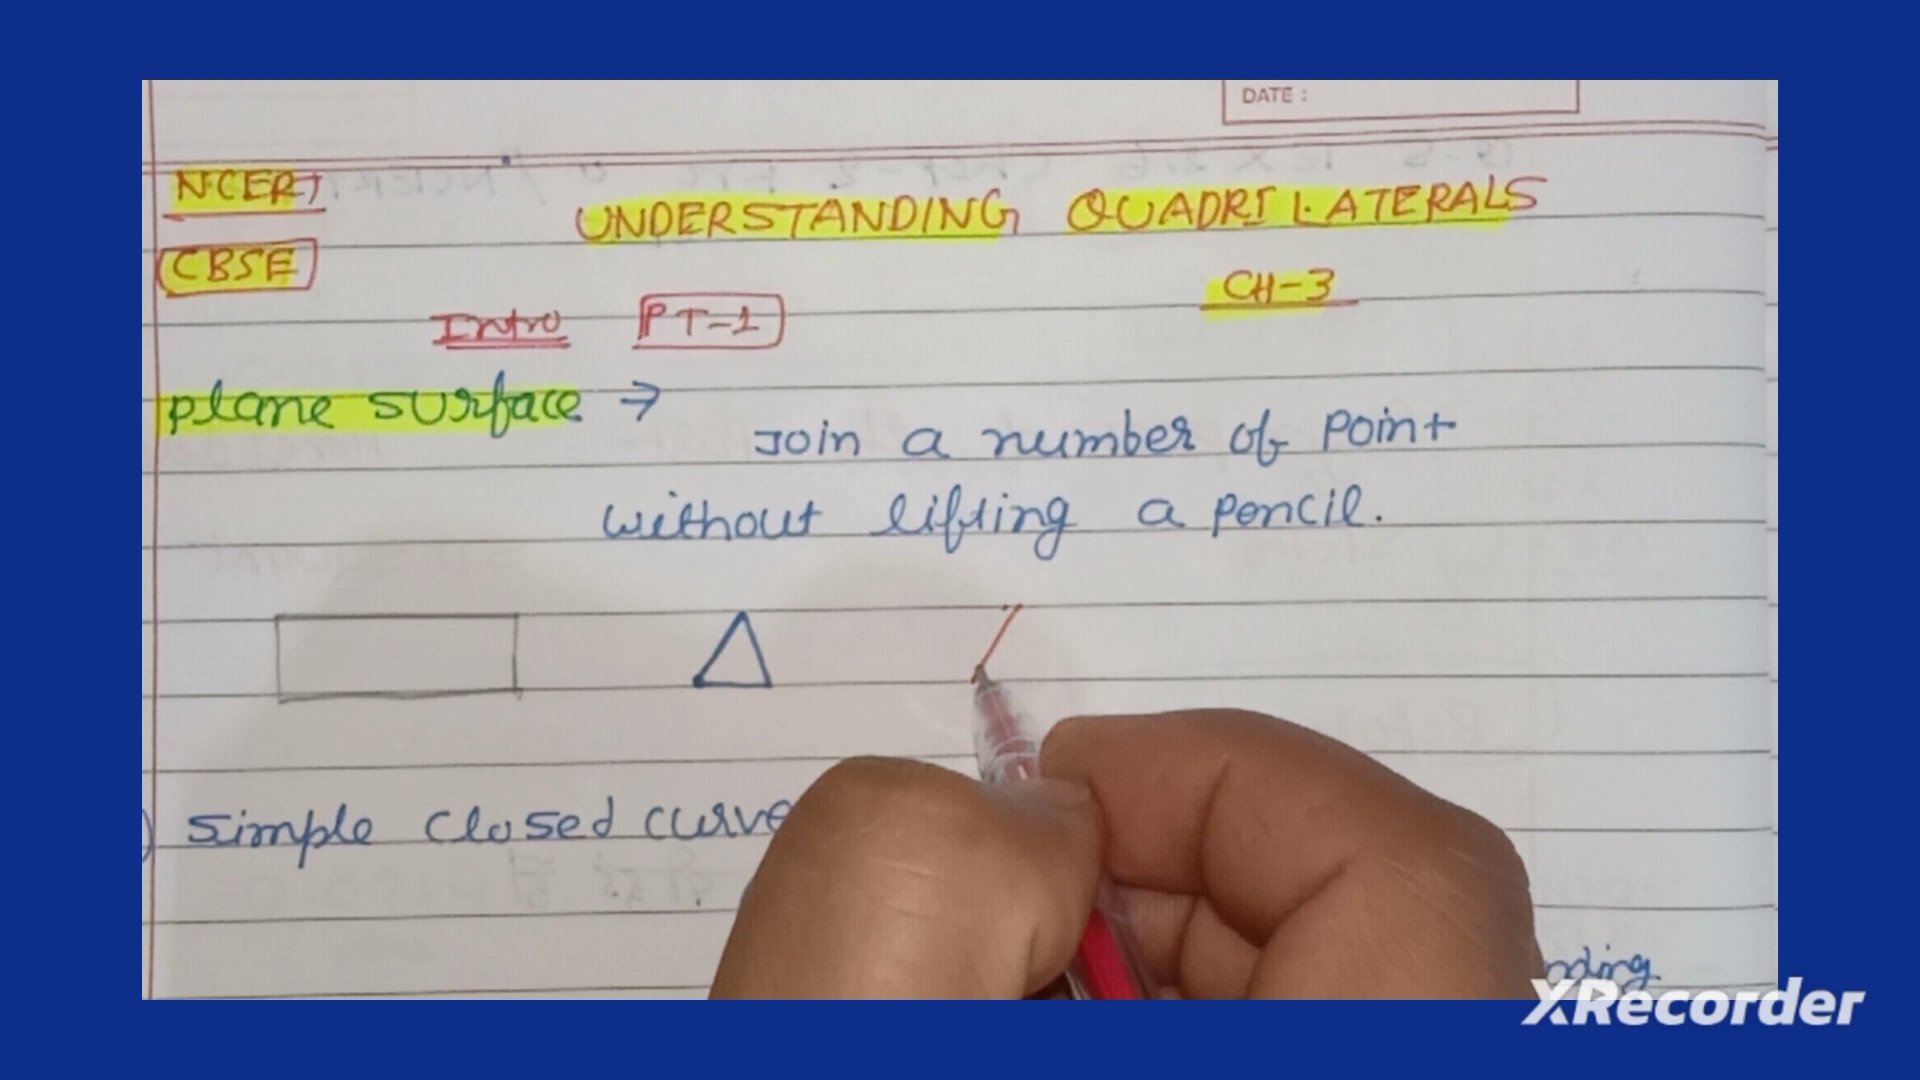 DATE :
NCERT
UNDERSTANDING QUADRILATERALS
CBSE
CH-3
Intro PT-1
plane surface →
Join a number of point
without lifting a pencil.
) Simple closed curve
nding
XRecorder